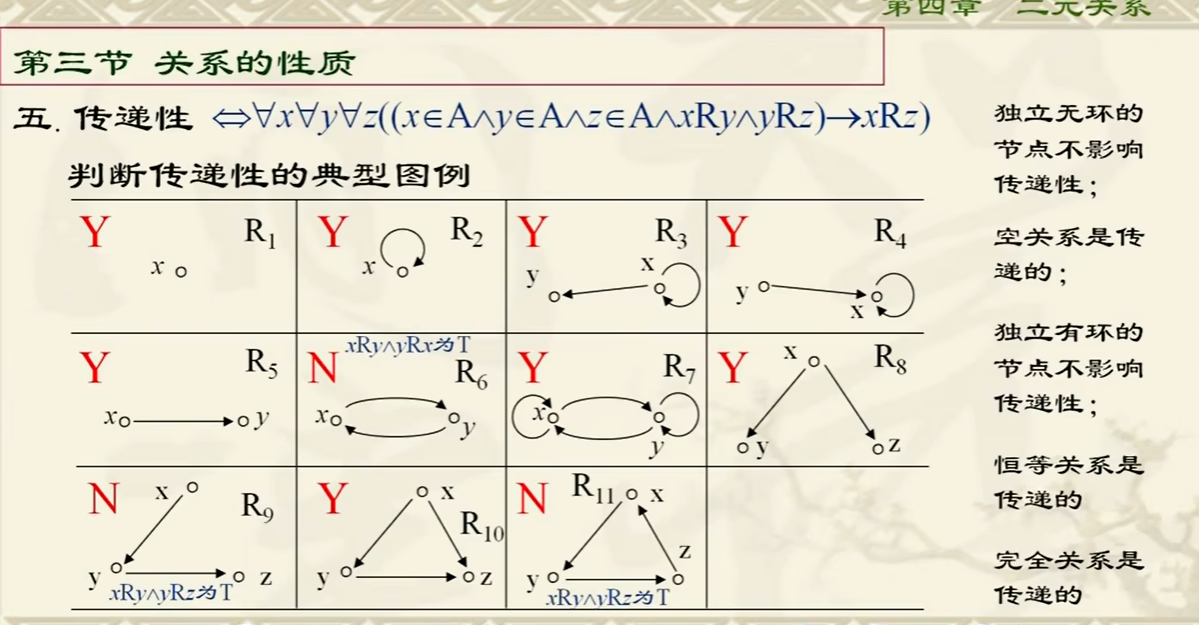 第四章 二元关系
第三节 关系的性质
五. 传递性 ⇔∀x∀y∀z((x∈A∧y∈A∧z∈A∧xRy∧yRz)→xRz)
判断传递性的典型图例
Y x R₁
Y x R₂
Y y x R₃
Y y x R₄
Y x y R₅
N xRy∧yRx为T R₆ x y
Y R₇ x y
Y x R₈ y z
N x R₉ y z
xRy∧yRz为T
Y x R₁₀ y z
N R₁₁ x z y
xRy∧yRz为T
独立无环的
节点不影响
传递性;
空关系是传
递的;
独立有环的
节点不影响
传递性;
恒等关系是
传递的
完全关系是
传递的